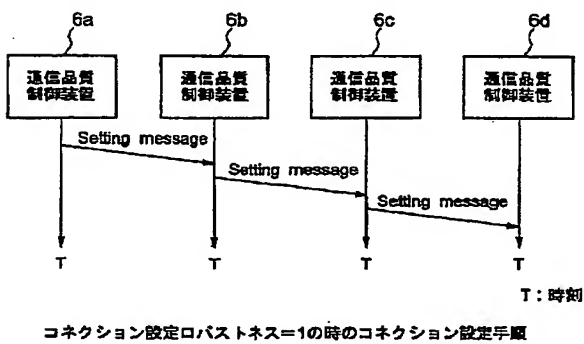 6a 6b 6c 6d
通信品質 通信品質 通信品質 通信品質
制御装置 制御装置 制御装置 制御装置
Setting message
Setting message
Setting message
T T T T
T：時刻
コネクション設定ロバストネス＝1の時のコネクション設定手順